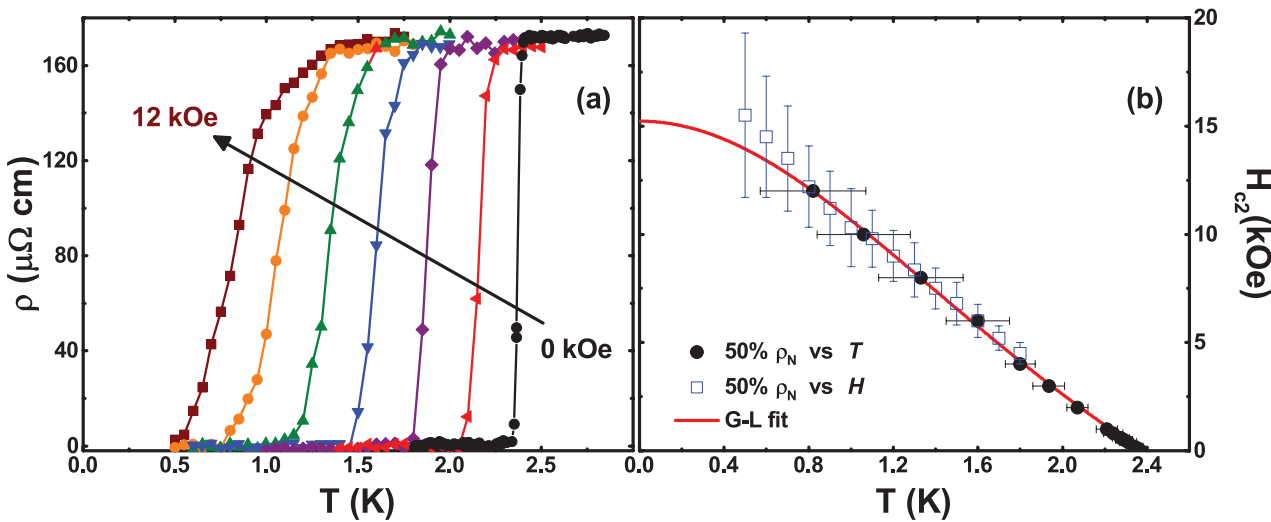 160
120
80
40
0
ρ (μΩ cm)
0.0
0.5
1.0
1.5
2.0
2.5
T (K)
(a)
12 kOe
0 kOe
(b)
50% ρN vs T
50% ρN vs H
G-L fit
0.0
0.4
0.8
1.2
1.6
2.0
2.4
T (K)
20
15
10
5
0
Hc2(kOe)